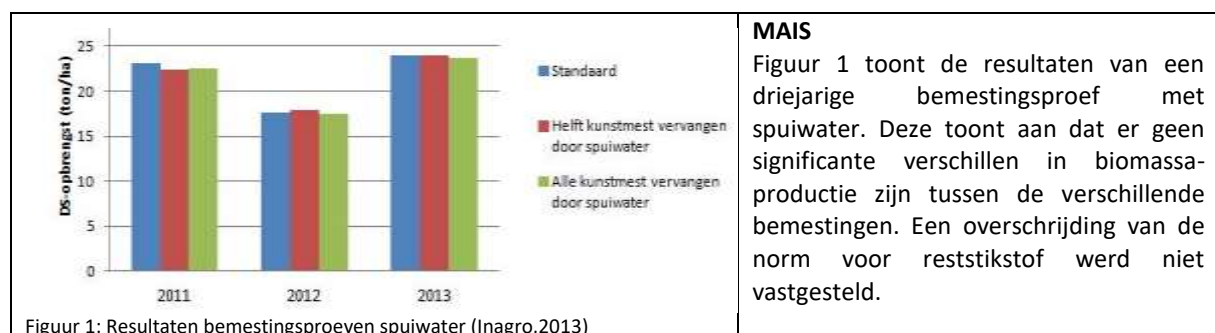 25
20
15
10
5
0
DS-opbrengst (ton/ha)
2011
2012
2013
Standaard
Helft kunstmest vervangen
door spuiwater
Alle kunstmest vervangen
door spuiwater
Figuur 1: Resultaten bemestingsproeven spuiwater (Inagro,2013)
MAIS
Figuur 1 toont de resultaten van een
driejarige bemestingsproef met
spuiwater. Deze toont aan dat er geen
significante verschillen in biomassa-
productie zijn tussen de verschillende
bemestingen. Een overschrijding van de
norm voor reststikstof werd niet
vastgesteld.